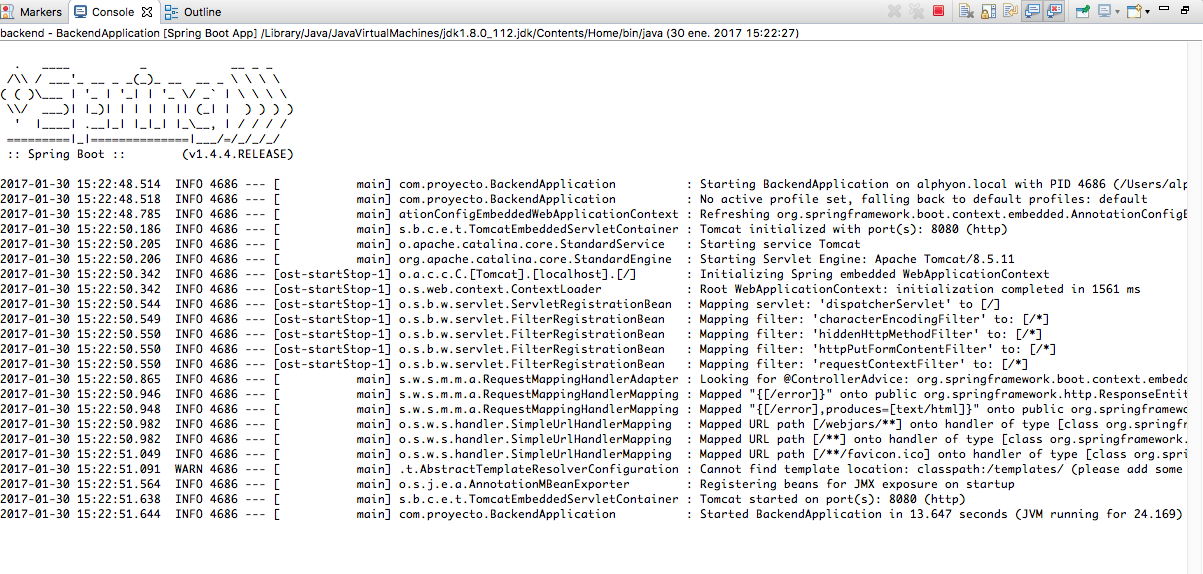 Markers Console Outline
backend - BackendApplication [Spring Boot App] /Library/Java/JavaVirtualMachines/jdk1.8.0_112.jdk/Contents/Home/bin/java (30 ene. 2017 15:22:27)
  .   ____          _            __ _ _
 /\\ / ___'_ __ _ _(_)_ __  __ _ \ \ \ \
( ( )\___ | '_ | '_| | '_ \/ _` | \ \ \ \
 \\/  ___)| |_)| | | | | || (_| |  ) ) ) )
  '  |____| .__|_| |_|_| |_\__, | / / / /
 =========|_|==============|___/=/_/_/_/
 :: Spring Boot ::        (v1.4.4.RELEASE)
2017-01-30 15:22:48.514  INFO 4686 --- [           main] com.proyecto.BackendApplication          : Starting BackendApplication on alphyon.local with PID 4686 (/Users/alp
2017-01-30 15:22:48.518  INFO 4686 --- [           main] com.proyecto.BackendApplication          : No active profile set, falling back to default profiles: default
2017-01-30 15:22:48.785  INFO 4686 --- [           main] ationConfigEmbeddedWebApplicationContext : Refreshing org.springframework.boot.context.embedded.AnnotationConfigE
2017-01-30 15:22:50.186  INFO 4686 --- [           main] s.b.c.e.t.TomcatEmbeddedServletContainer : Tomcat initialized with port(s): 8080 (http)
2017-01-30 15:22:50.205  INFO 4686 --- [           main] o.apache.catalina.core.StandardService   : Starting service Tomcat
2017-01-30 15:22:50.206  INFO 4686 --- [           main] org.apache.catalina.core.StandardEngine  : Starting Servlet Engine: Apache Tomcat/8.5.11
2017-01-30 15:22:50.342  INFO 4686 --- [ost-startStop-1] o.a.c.c.C.[Tomcat].[localhost].[/]       : Initializing Spring embedded WebApplicationContext
2017-01-30 15:22:50.342  INFO 4686 --- [ost-startStop-1] o.s.web.context.ContextLoader            : Root WebApplicationContext: initialization completed in 1561 ms
2017-01-30 15:22:50.544  INFO 4686 --- [ost-startStop-1] o.s.b.w.servlet.ServletRegistrationBean  : Mapping servlet: 'dispatcherServlet' to [/]
2017-01-30 15:22:50.549  INFO 4686 --- [ost-startStop-1] o.s.b.w.servlet.FilterRegistrationBean   : Mapping filter: 'characterEncodingFilter' to: [/*]
2017-01-30 15:22:50.550  INFO 4686 --- [ost-startStop-1] o.s.b.w.servlet.FilterRegistrationBean   : Mapping filter: 'hiddenHttpMethodFilter' to: [/*]
2017-01-30 15:22:50.550  INFO 4686 --- [ost-startStop-1] o.s.b.w.servlet.FilterRegistrationBean   : Mapping filter: 'httpPutFormContentFilter' to: [/*]
2017-01-30 15:22:50.550  INFO 4686 --- [ost-startStop-1] o.s.b.w.servlet.FilterRegistrationBean   : Mapping filter: 'requestContextFilter' to: [/*]
2017-01-30 15:22:50.865  INFO 4686 --- [           main] s.w.s.m.m.a.RequestMappingHandlerAdapter : Looking for @ControllerAdvice: org.springframework.boot.context.embedd
2017-01-30 15:22:50.946  INFO 4686 --- [           main] s.w.s.m.m.a.RequestMappingHandlerMapping : Mapped "{[/error]}" onto public org.springframework.http.ResponseEntit
2017-01-30 15:22:50.948  INFO 4686 --- [           main] s.w.s.m.m.a.RequestMappingHandlerMapping : Mapped "{[/error],produces=[text/html]}" onto public org.springframewo
2017-01-30 15:22:50.982  INFO 4686 --- [           main] o.s.w.s.handler.SimpleUrlHandlerMapping  : Mapped URL path [/webjars/**] onto handler of type [class org.springf
2017-01-30 15:22:50.982  INFO 4686 --- [           main] o.s.w.s.handler.SimpleUrlHandlerMapping  : Mapped URL path [/**] onto handler of type [class org.springframework.
2017-01-30 15:22:51.049  INFO 4686 --- [           main] o.s.w.s.handler.SimpleUrlHandlerMapping  : Mapped URL path [/**/favicon.ico] onto handler of type [class org.spri
2017-01-30 15:22:51.091  WARN 4686 --- [           main] .t.AbstractTemplateResolverConfiguration : Cannot find template location: classpath:/templates/ (please add some
2017-01-30 15:22:51.564  INFO 4686 --- [           main] o.s.j.e.a.AnnotationMBeanExporter        : Registering beans for JMX exposure on startup
2017-01-30 15:22:51.638  INFO 4686 --- [           main] s.b.c.e.t.TomcatEmbeddedServletContainer : Tomcat started on port(s): 8080 (http)
2017-01-30 15:22:51.644  INFO 4686 --- [           main] com.proyecto.BackendApplication          : Started BackendApplication in 13.647 seconds (JVM running for 24.169)